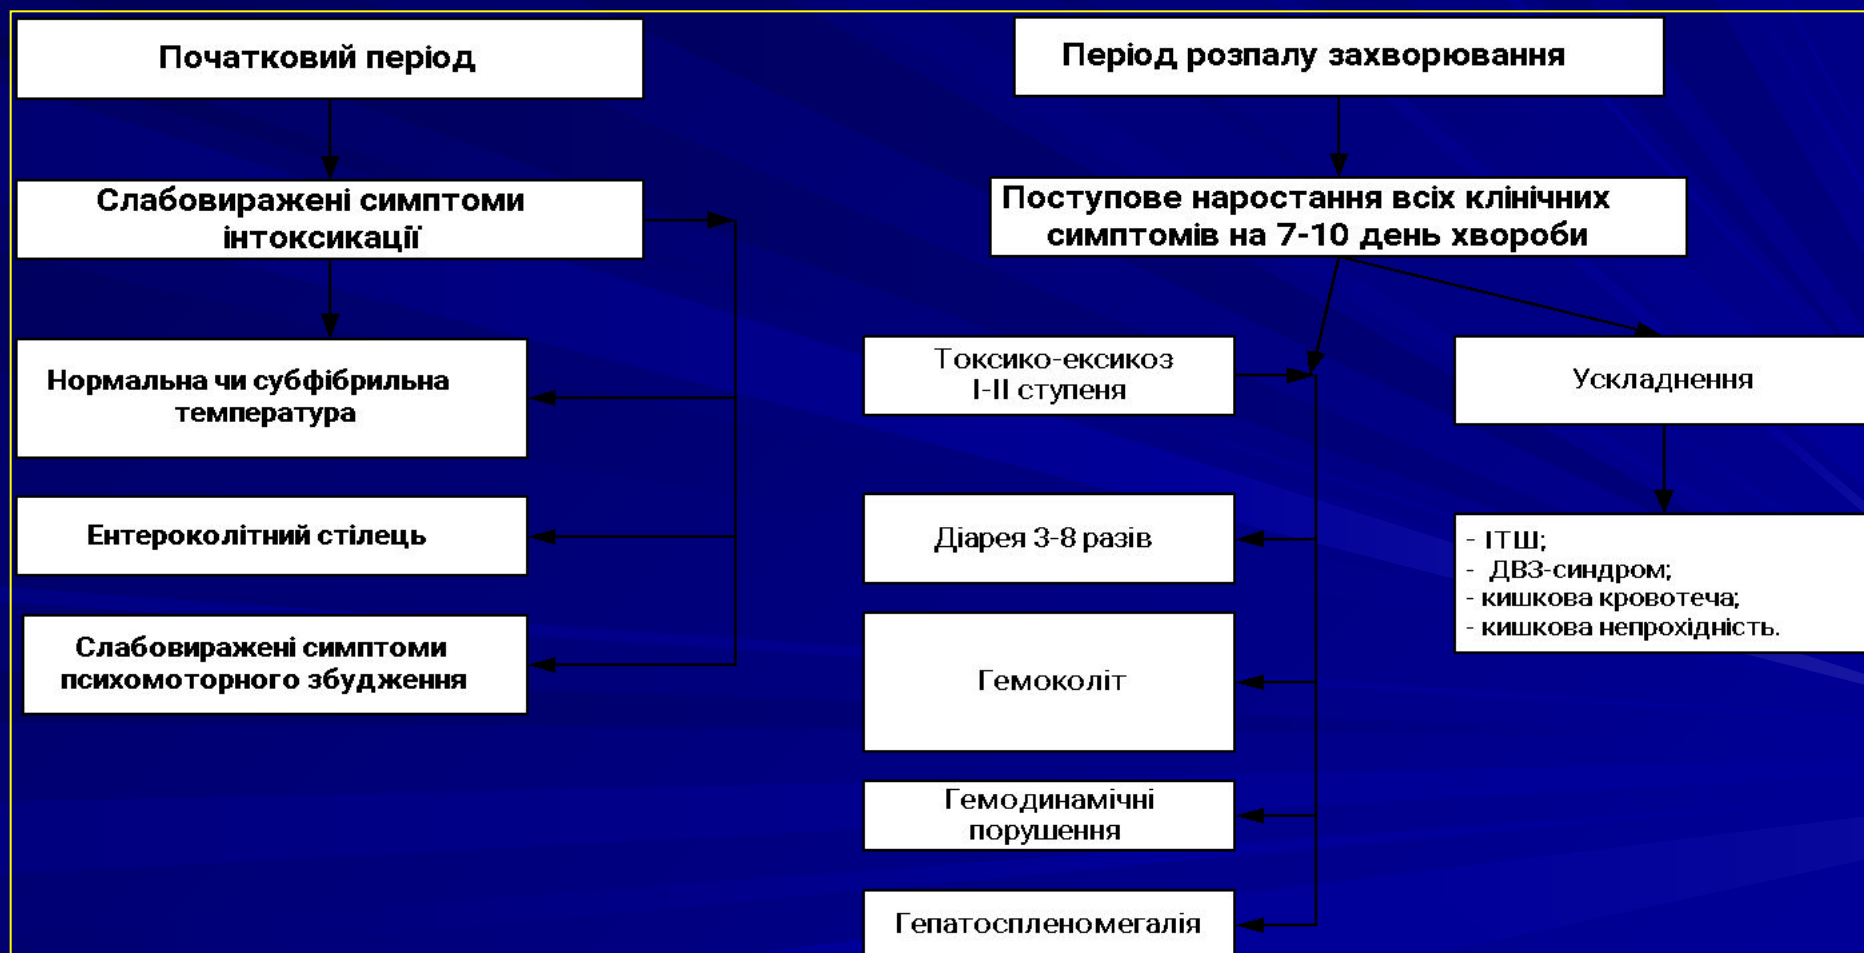 Початковий період
Слабовиражені симптоми
інтоксикації
Нормальна чи субфібрильна
температура
Ентероколітний стілець
Слабовиражені симптоми
психомоторного збудження
Період розпалу захворювання
Поступове наростання всіх клінічних
симптомів на 7-10 день хвороби
Токсико-ексикоз
І-ІІ ступеня
Діарея 3-8 разів
Гемоколіт
Гемодинамічні
порушення
Гепатоспленомегалія
Ускладнення
- ІТШ;
- ДВЗ-синдром;
- кишкова кровотеча;
- кишкова непрохідність.